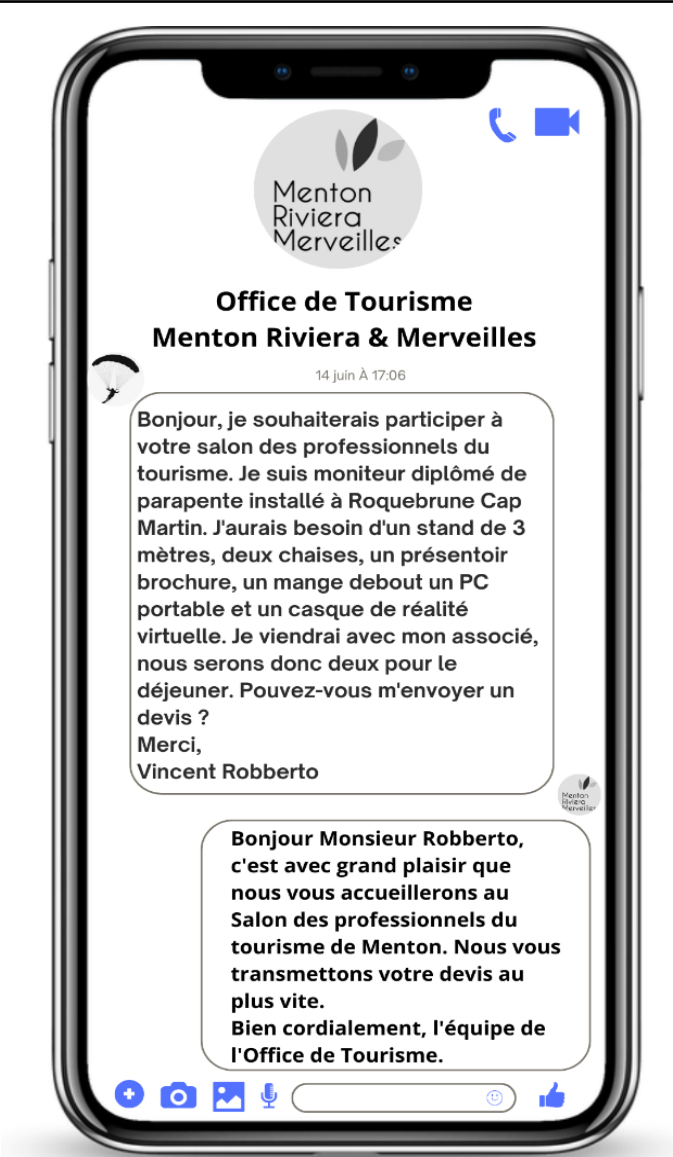 Menton
Riviera
Merveilles
Office de Tourisme
Menton Riviera & Merveilles
14 juin À 17:06
Bonjour, je souhaiterais participer à
votre salon des professionnels du
tourisme. Je suis moniteur diplômé de
parapente installé à Roquebrune Cap
Martin. J'aurais besoin d'un stand de 3
mètres, deux chaises, un présentoir
brochure, un mange debout un PC
portable et un casque de réalité
virtuelle. Je viendrai avec mon associé,
nous serons donc deux pour le
déjeuner. Pouvez-vous m'envoyer un
devis ?
Merci,
Vincent Robberto
Menton
Riviera
Merveilles
Bonjour Monsieur Robberto,
c'est avec grand plaisir que
nous vous accueillerons au
Salon des professionnels du
tourisme de Menton. Nous vous
transmettons votre devis au
plus vite.
Bien cordialement, l'équipe de
l'Office de Tourisme.